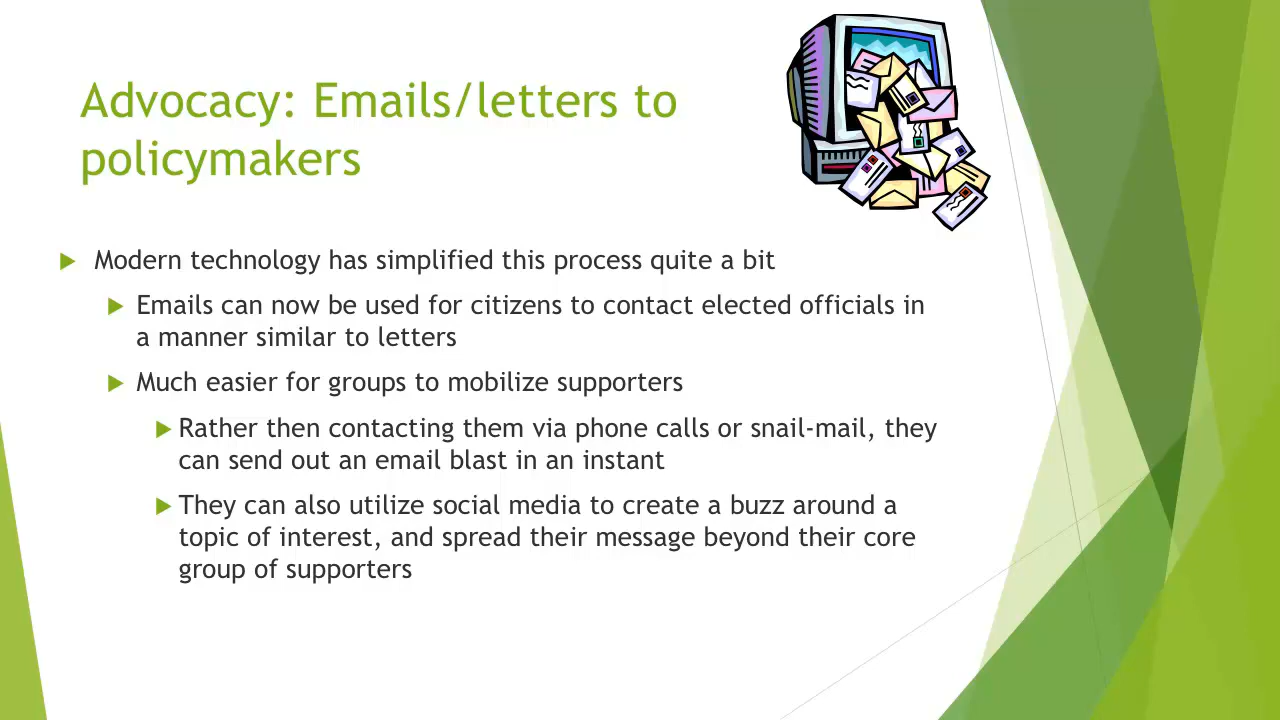 Advocacy: Emails/letters to
policymakers
Modern technology has simplified this process quite a bit
Emails can now be used for citizens to contact elected officials in
a manner similar to letters
Much easier for groups to mobilize supporters
Rather then contacting them via phone calls or snail-mail, they
can send out an email blast in an instant
They can also utilize social media to create a buzz around a
topic of interest, and spread their message beyond their core
group of supporters